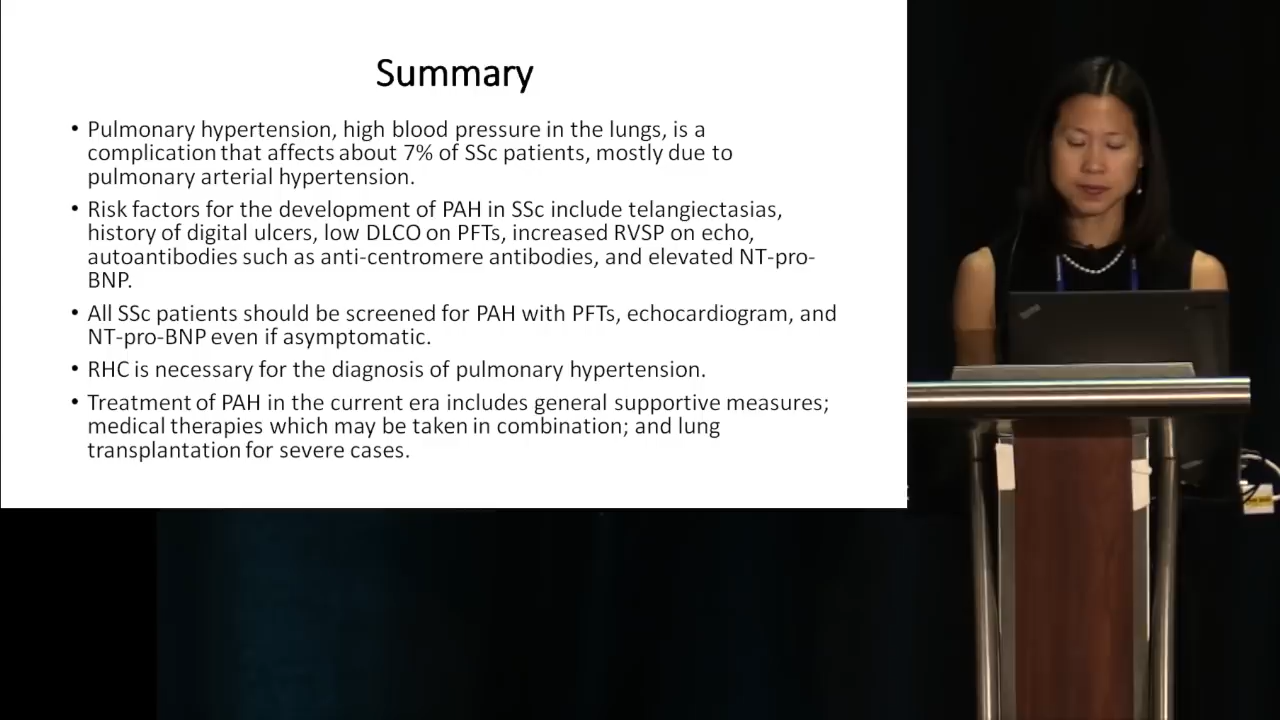 Summary
• Pulmonary hypertension, high blood pressure in the lungs, is a
complication that affects about 7% of SSc patients, mostly due to
pulmonary arterial hypertension.
• Risk factors for the development of PAH in SSc include telangiectasias,
history of digital ulcers, low DLCO on PFTs, increased RVSP on echo,
autoantibodies such as anti-centromere antibodies, and elevated NT-pro-
BNP.
• All SSc patients should be screened for PAH with PFTs, echocardiogram, and
NT-pro-BNP even if asymptomatic.
• RHC is necessary for the diagnosis of pulmonary hypertension.
• Treatment of PAH in the current era includes general supportive measures;
medical therapies which may be taken in combination; and lung
transplantation for severe cases.